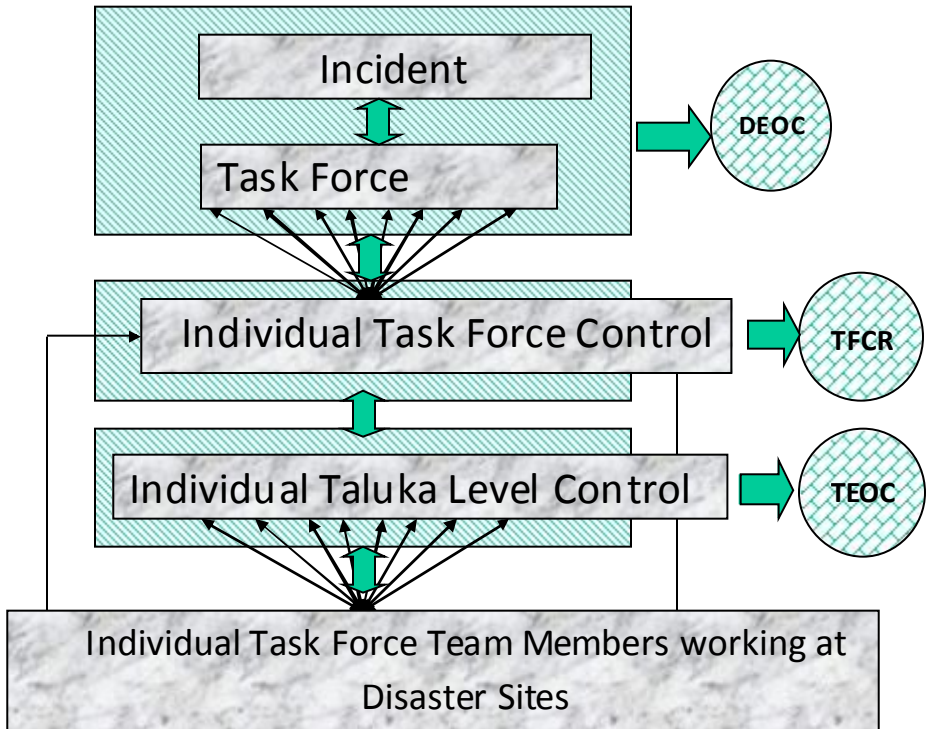 Incident
DEOC
Task Force
Individual Task Force Control
TFCR
Individual Taluka Level Control
TEOC
Individual Task Force Team Members working at
Disaster Sites